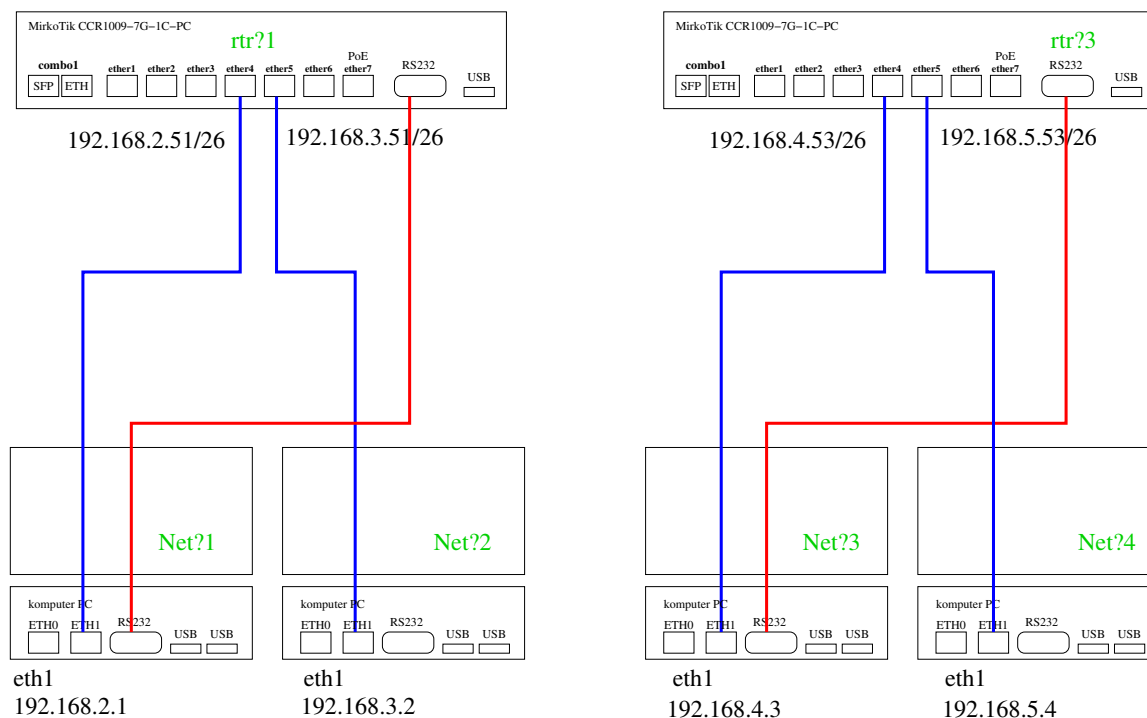 MirkoTik CCR1009−7G−1C−PC
rtr?1
combo1 ether1 ether2 ether3 ether4 ether5 ether6 PoE ether7 RS232 USB
SFP ETH
192.168.2.51/26 192.168.3.51/26
MirkoTik CCR1009−7G−1C−PC
rtr?3
combo1 ether1 ether2 ether3 ether4 ether5 ether6 PoE ether7 RS232 USB
SFP ETH
192.168.4.53/26 192.168.5.53/26
Net?1
komputer PC
ETH0 ETH1 RS232 USB USB
eth1
192.168.2.1
Net?2
komputer PC
ETH0 ETH1 RS232 USB USB
eth1
192.168.3.2
Net?3
komputer PC
ETH0 ETH1 RS232 USB USB
eth1
192.168.4.3
Net?4
komputer PC
ETH0 ETH1 RS232 USB USB
eth1
192.168.5.4